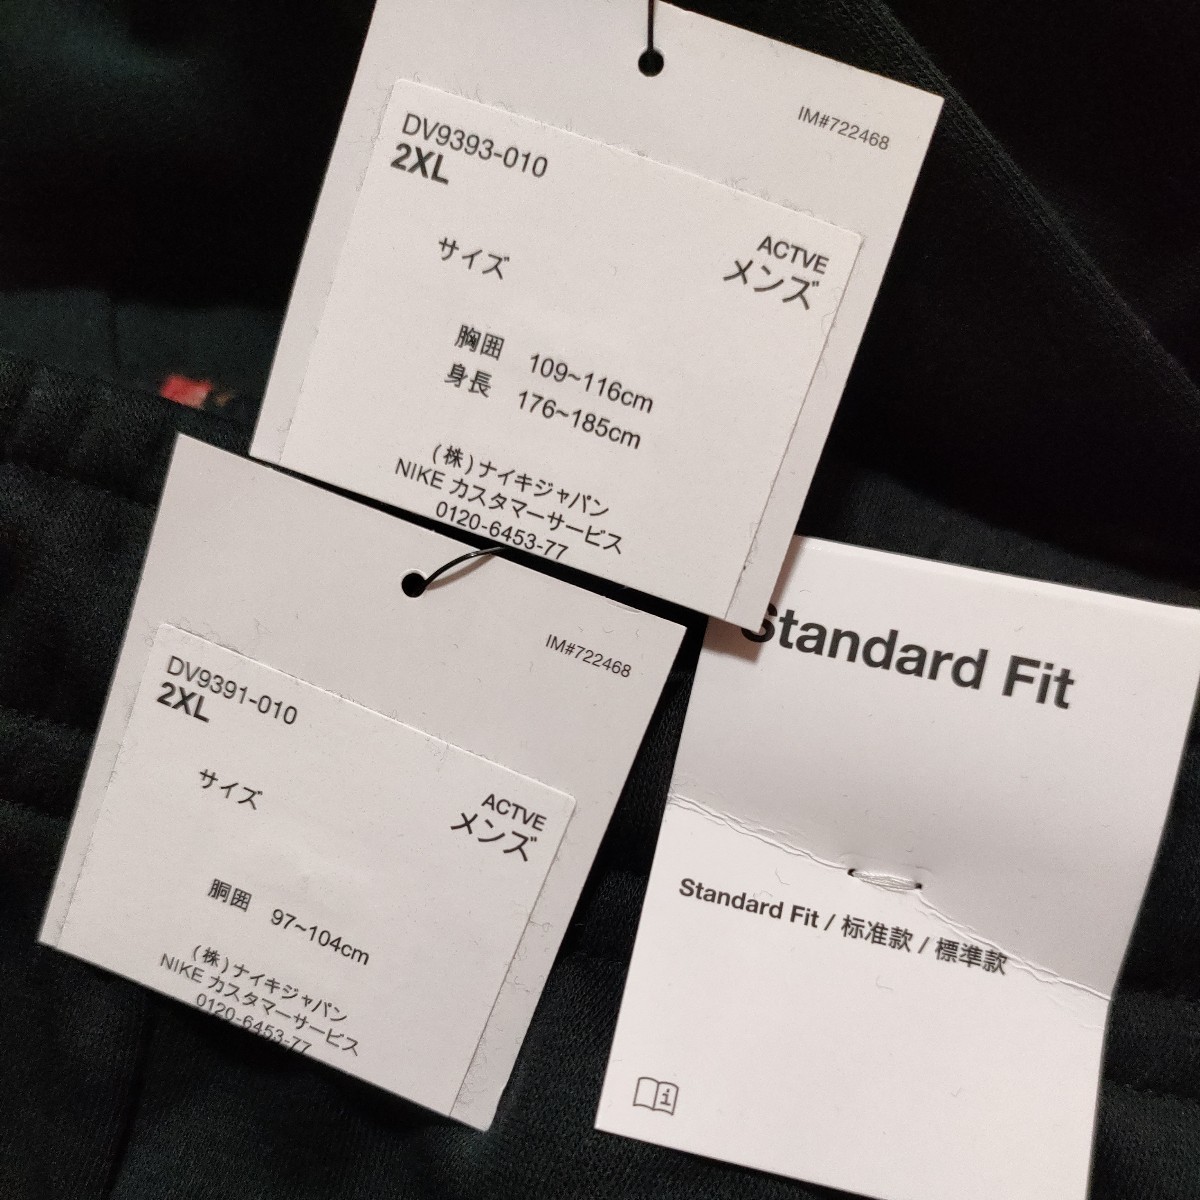 IM#722468
DV9393-010
2XL
ACTVE
サイズ
メンズ
胸囲 109~116cm
身長 176~185cm
(株)ナイキジャパン
NIKE カスタマーサービス
0120-6453-77
IM#722468
DV9391-010
2XL
ACTVE
サイズ
メンズ
胴囲 97~104cm
(株)ナイキジャパン
NIKE カスタマーサービス
0120-6453-77
Standard Fit
Standard Fit / 标准款 / 標準款